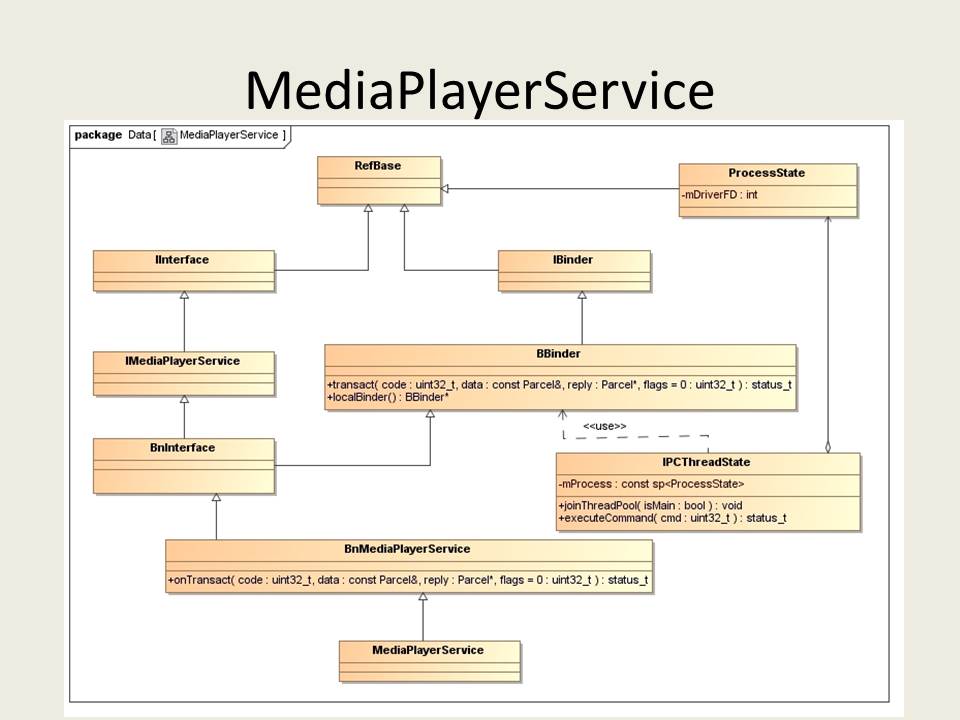 MediaPlayerService
package Data [ MediaPlayerService ]
RefBase
ProcessState
-mDriverFD : int
IInterface
IBinder
IMediaPlayerService
BBinder
+transact( code : uint32_t, data : const Parcel&, reply : Parcel*, flags = 0 : uint32_t ) : status_t
+localBinder() : BBinder*
<<use>>
BnInterface
IPCThreadState
-mProcess : const sp<ProcessState>
+joinThreadPool( isMain : bool ) : void
+executeCommand( cmd : uint32_t ) : status_t
BnMediaPlayerService
+onTransact( code : uint32_t, data : const Parcel&, reply : Parcel*, flags = 0 : uint32_t ) : status_t
MediaPlayerService